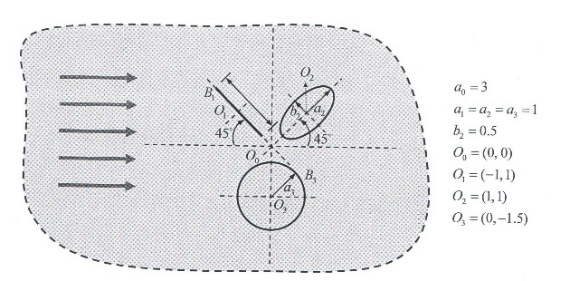 O₂
B₁
O₁
b₂
a₂
45°
45°
O₀
B₃
a₃
O₃
a₀ = 3
a₁ = a₂ = a₃ = 1
b₂ = 0.5
O₀ = (0, 0)
O₁ = (−1, 1)
O₂ = (1, 1)
O₃ = (0, −1.5)